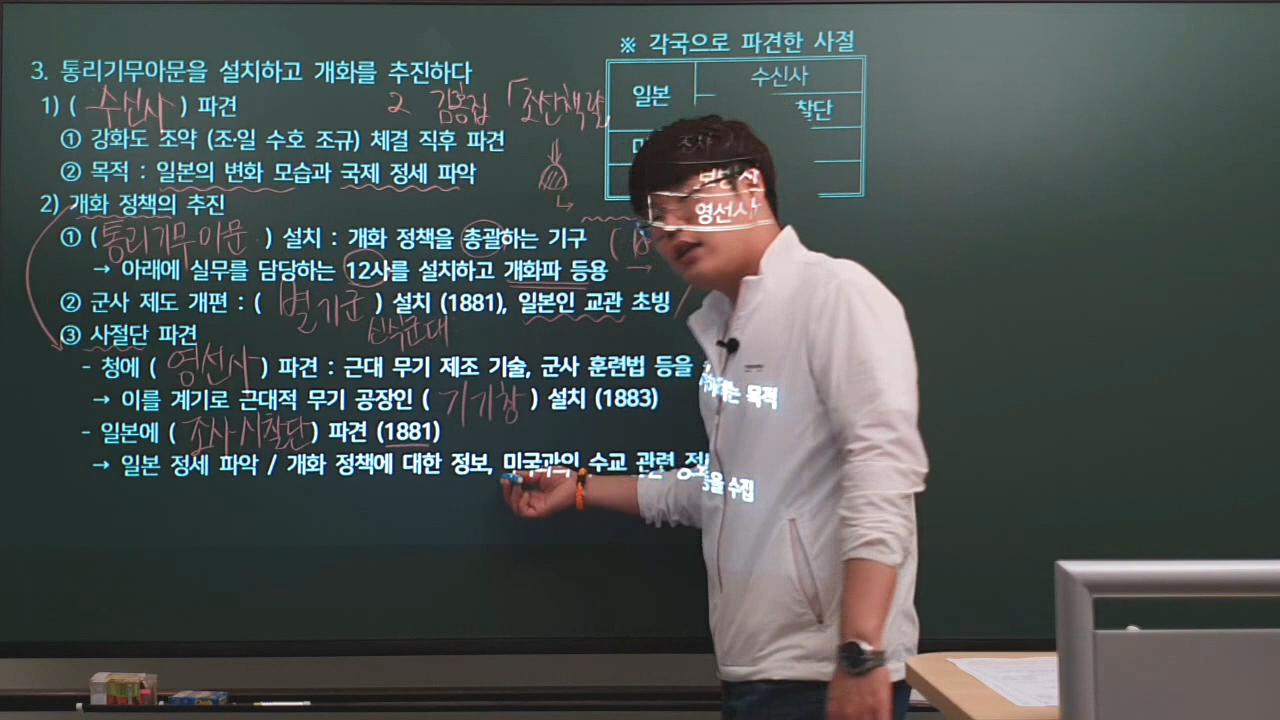 ※ 각국으로 파견한 사절
일본
수신사
찰단
영선사
3. 통리기무아문을 설치하고 개화를 추진하다
1) ( 수신사 ) 파견
2차 김홍집 「조선책략
① 강화도 조약 (조·일 수호 조규) 체결 직후 파견
② 목적 : 일본의 변화 모습과 국제 정세 파악
2) 개화 정책의 추진
① ( 통리기무아문 ) 설치 : 개화 정책을 총괄하는 기구
→ 아래에 실무를 담당하는 12사를 설치하고 개화파 등용 →
② 군사 제도 개편 : ( 별기군 ) 설치 (1881), 일본인 교관 초빙
신식군대
③ 사절단 파견
- 청에 ( 영선사 ) 파견 : 근대 무기 제조 기술, 군사 훈련법 등을 목적
→ 이를 계기로 근대적 무기 공장인 ( 기기창 ) 설치 (1883)
- 일본에 ( 조사시찰단 ) 파견 (1881)
→ 일본 정세 파악 / 개화 정책에 대한 정보, 미국과의 수교 관련 정보 등을 수집